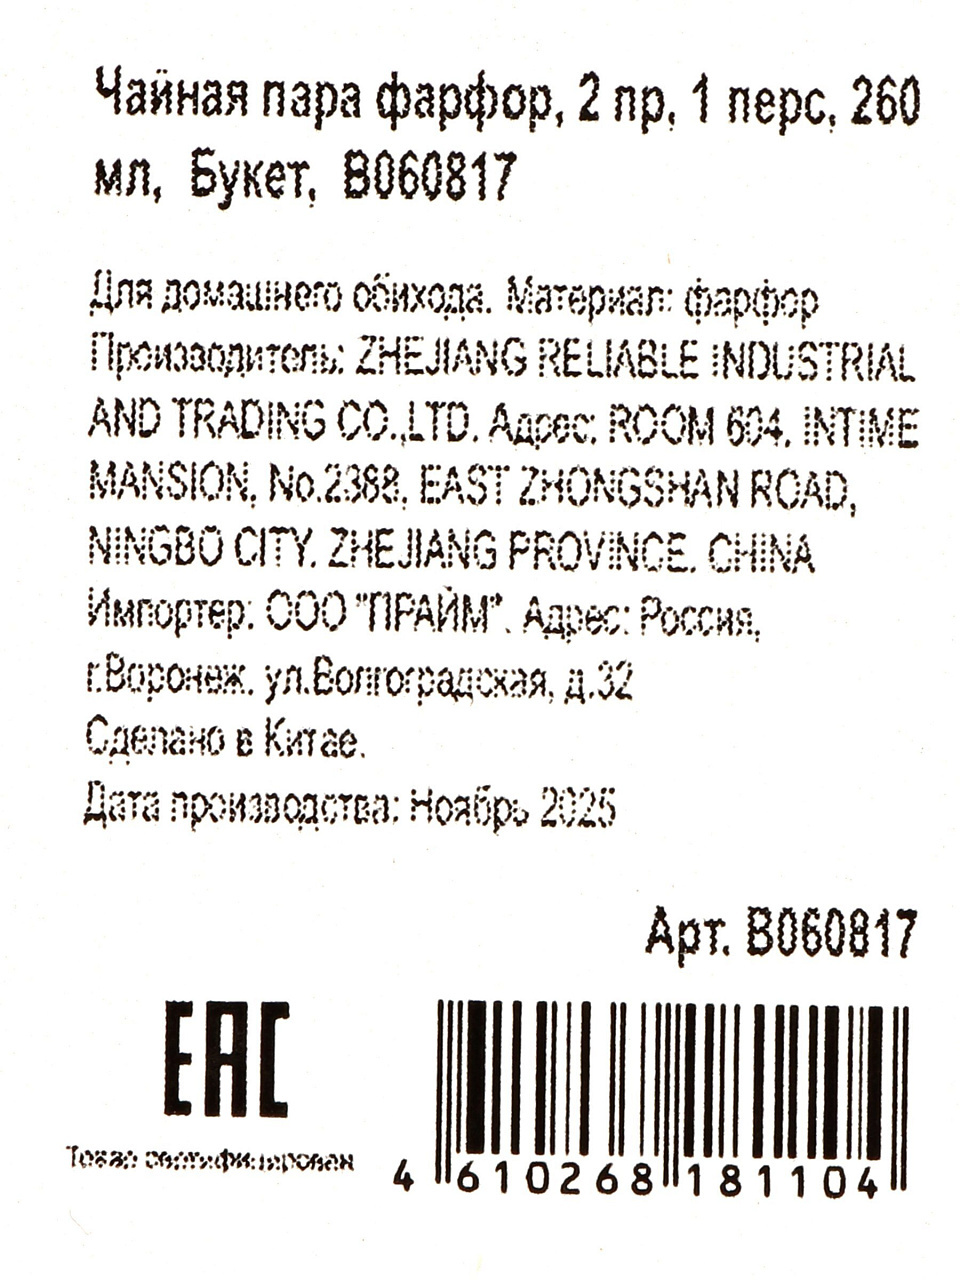 Чайная пара фарфор, 2 пр, 1 перс, 260
мл, Букет, B060817
Для домашнего обихода. Материал: фарфор
Производитель: ZHEJIANG RELIABLE INDUSTRIAL
AND TRADING CO.,LTD. Адрес: ROOM 604, INTIME
MANSION, No.2388, EAST ZHONGSHAN ROAD,
NINGBO CITY, ZHEJIANG PROVINCE, CHINA
Импортер: ООО "ПРАЙМ". Адрес: Россия,
г.Воронеж, ул.Волгоградская, д.32
Сделано в Китае.
Дата производства: Ноябрь 2025
Арт. B060817
EAC
Товар сертифицирован
4 610268 181104